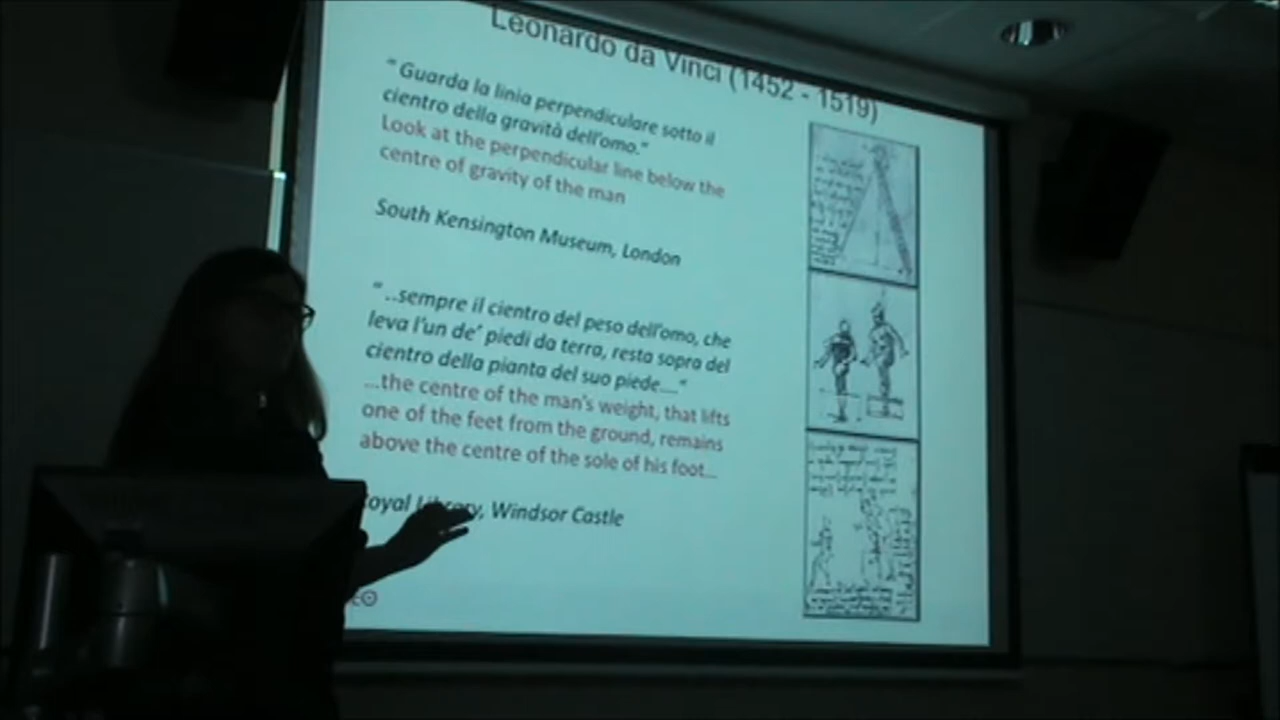 Leonardo da Vinci (1452 - 1519)
" Guarda la linia perpendiculare sotto il
cientro della gravità dell'omo."
Look at the perpendicular line below the
centre of gravity of the man
South Kensington Museum, London
" ..sempre il cientro del peso dell'omo, che
leva l'un de' piedi da terra, resta sopra del
cientro della pianta del suo piede...."
...the centre of the man's weight, that lifts
one of the feet from the ground, remains
above the centre of the sole of his foot...
Windsor Castle